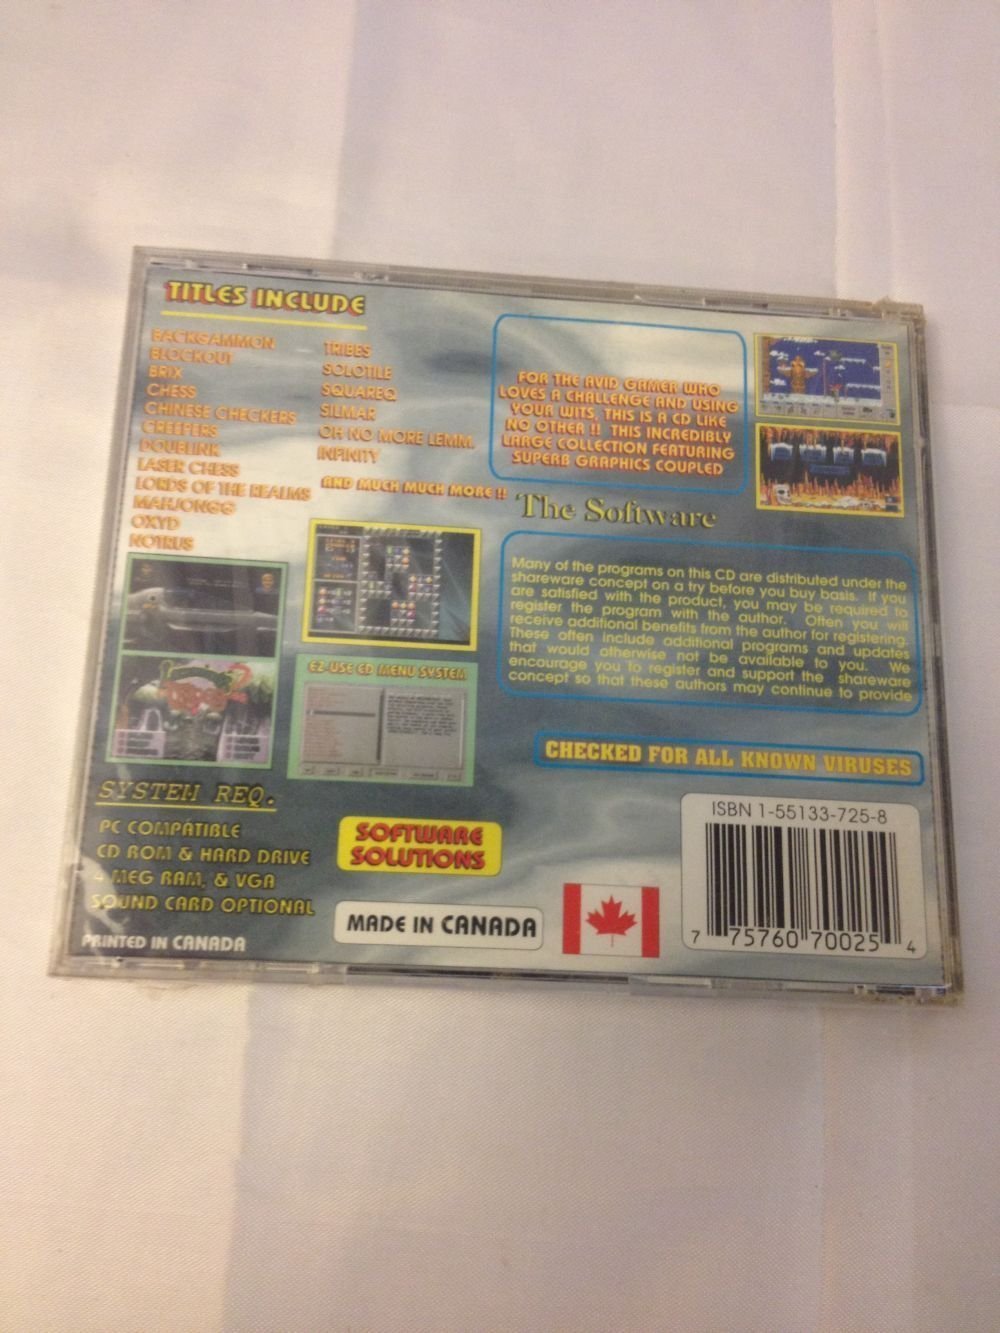 TITLES INCLUDE
BACKGAMMON
BLOCKOUT
BRIX
CHESS
CHINESE CHECKERS
CREEPERS
DOUBLINK
LASER CHESS
LORDS OF THE REALMS
MAHJONGG
OXYD
NOTRUS
TRIBES
SOLOTILE
SQUAREQ
SILMAR
OH NO MORE LEMM.
INFINITY
AND MUCH MUCH MORE !!
FOR THE AVID GAMER WHO
LOVES A CHALLENGE AND USING
YOUR WITS, THIS IS A CD LIKE
NO OTHER !! THIS INCREDIBLY
LARGE COLLECTION FEATURING
SUPERB GRAPHICS COUPLED
The Software
Many of the programs on this CD are distributed under the
shareware concept on a try before you buy basis. If you
are satisfied with the product, you may be required to
register the program with the author. Often you will
receive additional benefits from the author for registering.
These often include additional programs and updates
that would otherwise not be available to you. We
encourage you to register and support the shareware
concept so that these authors may continue to provide
EZ-USE CD MENU SYSTEM
CHECKED FOR ALL KNOWN VIRUSES
SYSTEM REQ.
PC COMPATIBLE
CD ROM & HARD DRIVE
4 MEG RAM, & VGA
SOUND CARD OPTIONAL
PRINTED IN CANADA
SOFTWARE
SOLUTIONS
MADE IN CANADA
ISBN 1-55133-725-8
7 75760 70025 4